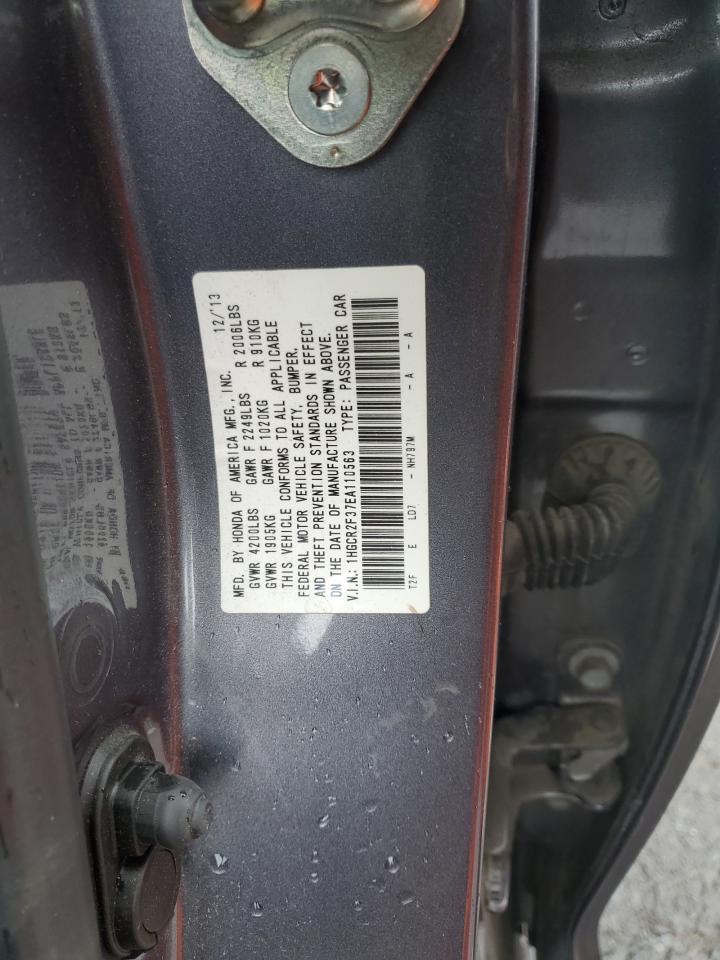 MFD. BY HONDA OF AMERICA MFG., INC. 12/'13
GVWR 4200LBS GAWR F 2249LBS R 2006LBS
GVWR 1905KG GAWR F 1020KG R 910KG
THIS VEHICLE CONFORMS TO ALL APPLICABLE
FEDERAL MOTOR VEHICLE SAFETY, BUMPER,
AND THEFT PREVENTION STANDARDS IN EFFECT
ON THE DATE OF MANUFACTURE SHOWN ABOVE.
V.I.N.: 1HGCR2F37EA110563 TYPE: PASSENGER CAR
T2F E LD7 - NH797M - A - A